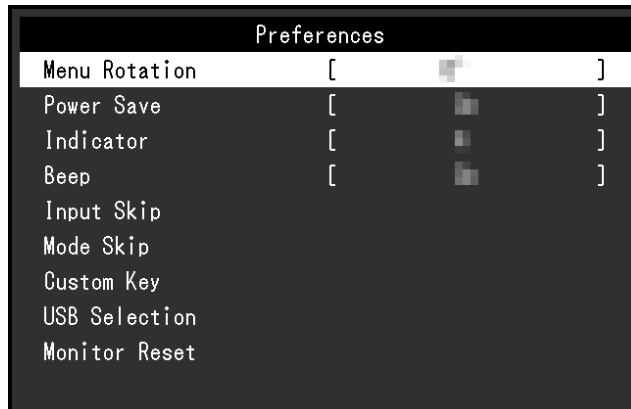 Preferences
Menu Rotation [ ]
Power Save [ ]
Indicator [ ]
Beep [ ]
Input Skip
Mode Skip
Custom Key
USB Selection
Monitor Reset